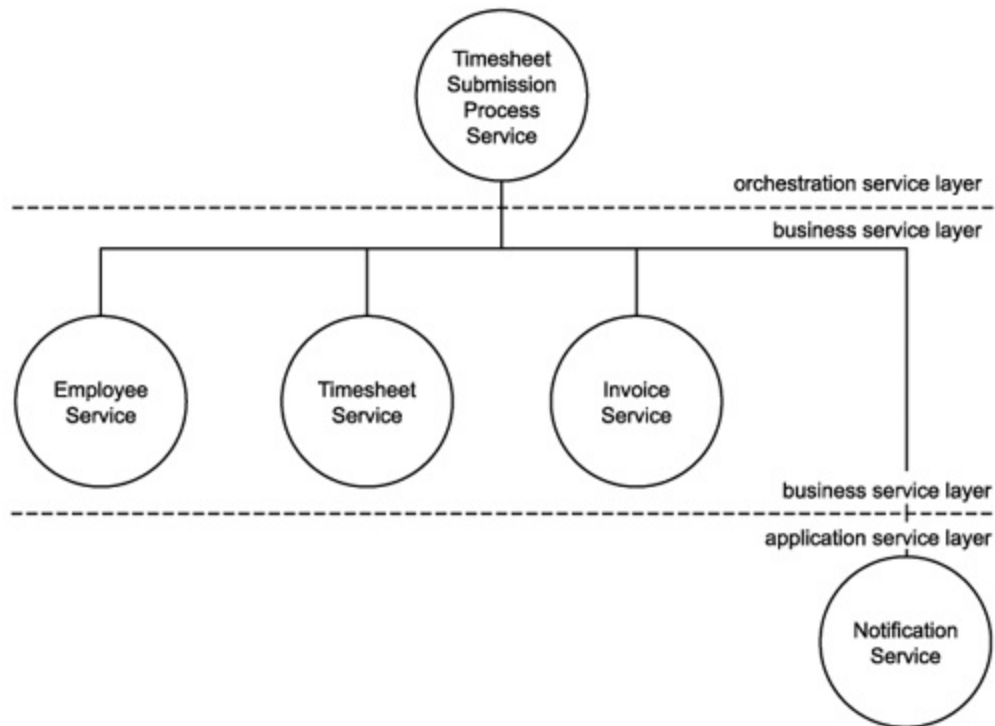 Timesheet
Submission
Process
Service
orchestration service layer
business service layer
Employee
Service
Timesheet
Service
Invoice
Service
business service layer
application service layer
Notification
Service